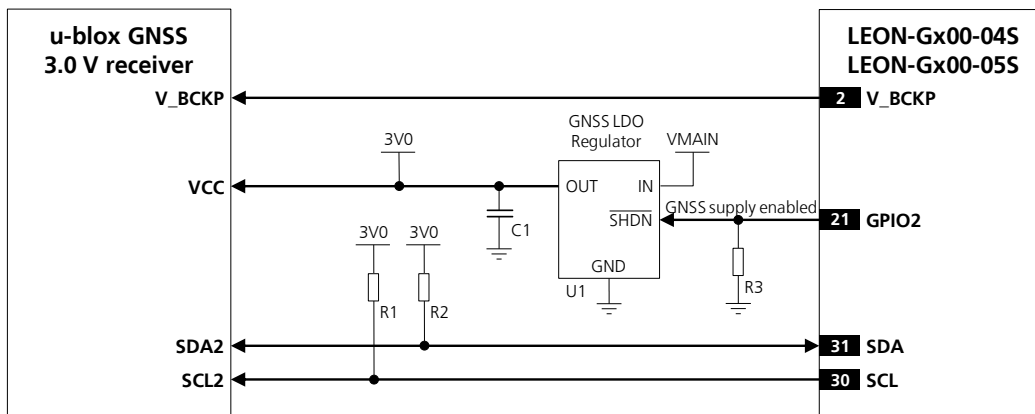 u-blox GNSS
3.0 V receiver
LEON-Gx00-04S
LEON-Gx00-05S
V_BCKP
2 V_BCKP
GNSS LDO
Regulator
VMAIN
3V0
VCC
OUT IN
GNSS supply enabled
SHDN
21 GPIO2
C1
3V0 3V0
GND
U1
R3
R1 R2
SDA2
31 SDA
SCL2
30 SCL